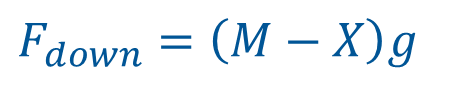 F_down = (M − X)g